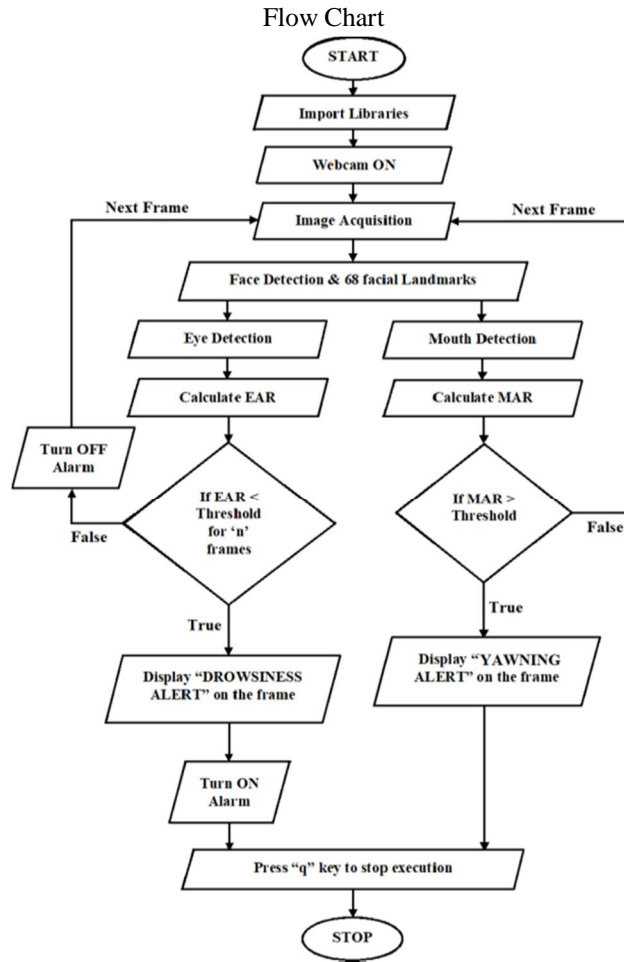 Flow Chart
START
Import Libraries
Webcam ON
Next Frame
Image Acquisition
Next Frame
Face Detection & 68 facial Landmarks
Eye Detection
Mouth Detection
Calculate EAR
Calculate MAR
Turn OFF
Alarm
If EAR <
Threshold
for ‘n’
frames
If MAR >
Threshold
False
False
True
True
Display “DROWSINESS
ALERT” on the frame
Display “YAWNING
ALERT” on the frame
Turn ON
Alarm
Press “q” key to stop execution
STOP